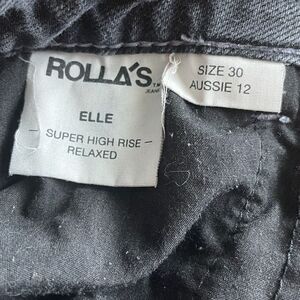 ROLLA'S
JEANS
ELLE
— SUPER HIGH RISE —
RELAXED
SIZE 30
AUSSIE 12